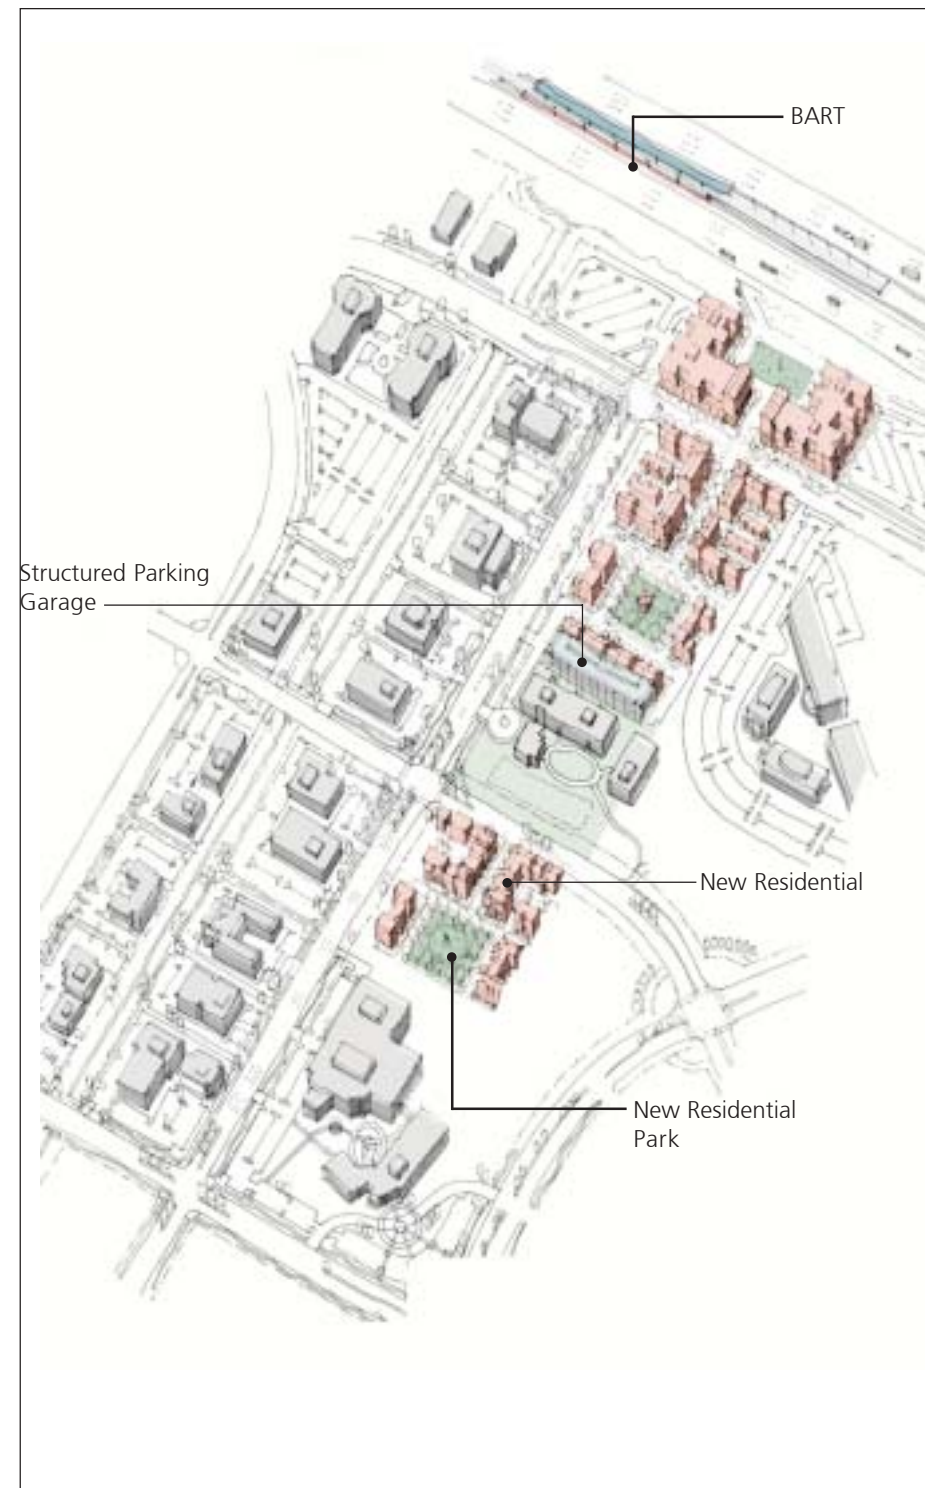 BART
Structured Parking
Garage
New Residential
New Residential
Park